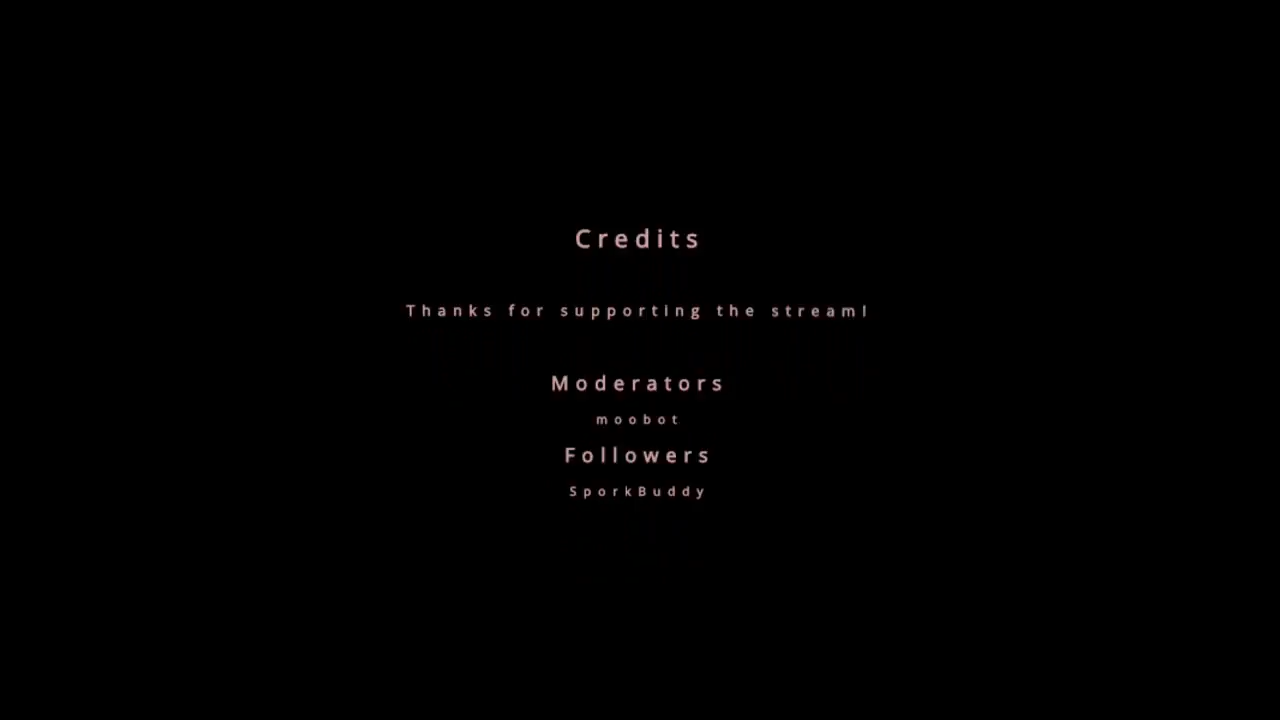 Credits
Thanks for supporting the stream!
Moderators
moobot
Followers
SporkBuddy